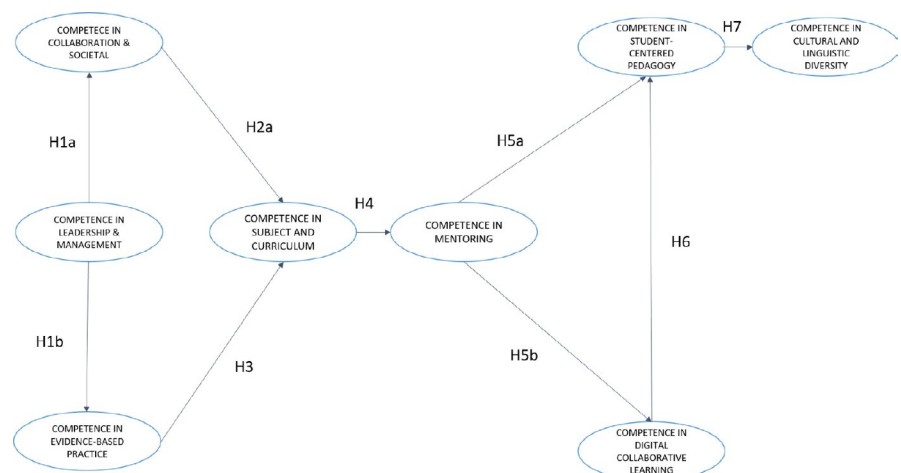 COMPETECE IN
COLLABORATION &
SOCIETAL
COMPETENCE IN
STUDENT-
CENTERED
PEDAGOGY
H7
COMPETENCE IN
CULTURAL AND
LINGUISTIC
DIVERSITY
H1a
H2a
H5a
COMPETENCE IN
LEADERSHIP &
MANAGEMENT
COMPETENCE IN
SUBJECT AND
CURRICULUM
H4
COMPETENCE IN
MENTORING
H6
H1b
H3
H5b
COMPETENCE IN
EVIDENCE-BASED
PRACTICE
COMPETENCE IN
DIGITAL
COLLABORATIVE
LEARNING